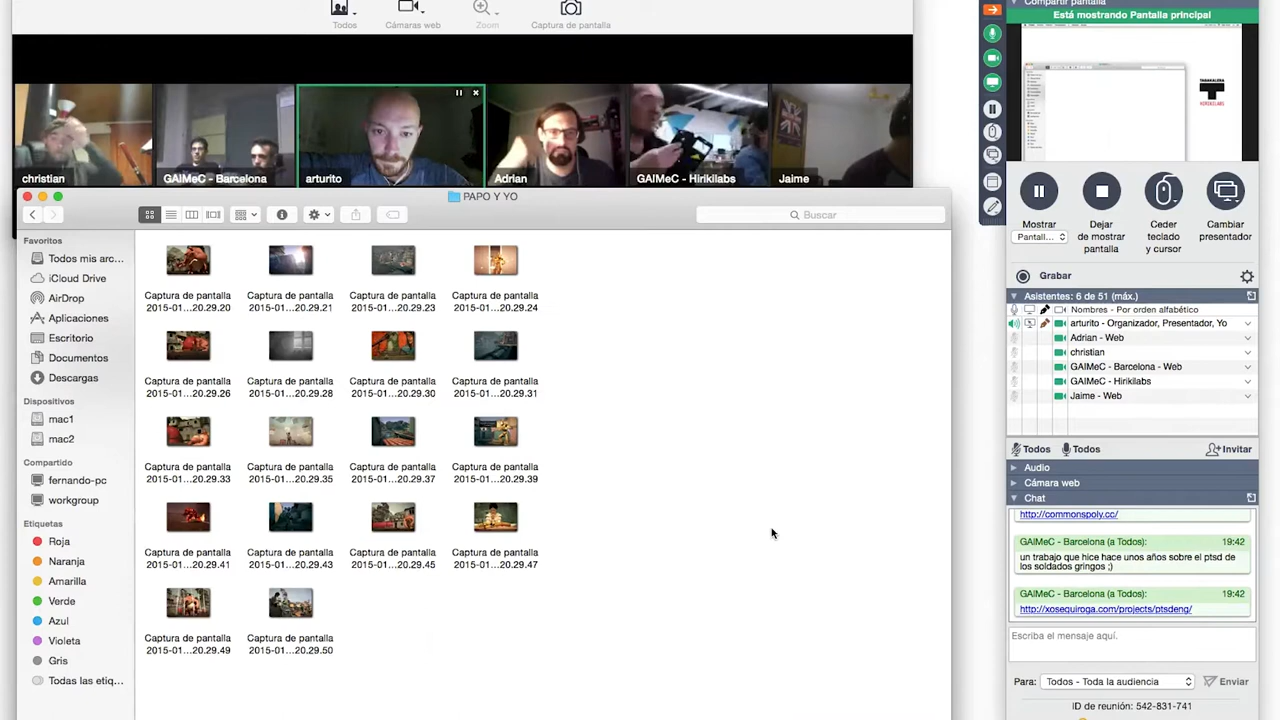 Todos
Cámaras web
Zoom
Captura de pantalla
christian
GAIMeC - Barcelona
arturito
Adrian
GAIMeC - Hirikilabs
Jaime
PAPO Y YO
Buscar
Favoritos
Todos mis arc...
iCloud Drive
AirDrop
Aplicaciones
Escritorio
Documentos
Descargas
Dispositivos
mac1
mac2
Compartido
fernando-pc
workgroup
Etiquetas
Roja
Naranja
Amarilla
Verde
Azul
Violeta
Gris
Todas las etiq...
Captura de pantalla
2015-01...20.29.20
Captura de pantalla
2015-01...20.29.21
Captura de pantalla
2015-01...20.29.23
Captura de pantalla
2015-01...20.29.24
Captura de pantalla
2015-01...20.29.26
Captura de pantalla
2015-01...20.29.28
Captura de pantalla
2015-01...20.29.30
Captura de pantalla
2015-01...20.29.31
Captura de pantalla
2015-01...20.29.33
Captura de pantalla
2015-01...20.29.35
Captura de pantalla
2015-01...20.29.37
Captura de pantalla
2015-01...20.29.39
Captura de pantalla
2015-01...20.29.41
Captura de pantalla
2015-01...20.29.43
Captura de pantalla
2015-01...20.29.45
Captura de pantalla
2015-01...20.29.47
Captura de pantalla
2015-01...20.29.49
Captura de pantalla
2015-01...20.29.50
Compartir pantalla
Está mostrando Pantalla principal
TABAKALERA
HIRIKILABS
Mostrar
Pantall...
Dejar
de mostrar
pantalla
Ceder
teclado
y cursor
Cambiar
presentador
Grabar
Asistentes: 6 de 51 (máx.)
Nombres - Por orden alfabético
arturito - Organizador, Presentador, Yo
Adrian - Web
christian
GAIMeC - Barcelona - Web
GAIMeC - Hirikilabs
Jaime - Web
Todos
Todos
Invitar
Audio
Cámara web
Chat
http://commonspoly.cc/
GAIMeC - Barcelona (a Todos): 19:42
un trabajo que hice hace unos años sobre el ptsd de
los soldados gringos ;)
GAIMeC - Barcelona (a Todos): 19:42
http://xosequiroga.com/projects/ptsdeng/
Escriba el mensaje aquí.
Para: Todos - Toda la audiencia
Enviar
ID de reunión: 542-831-741